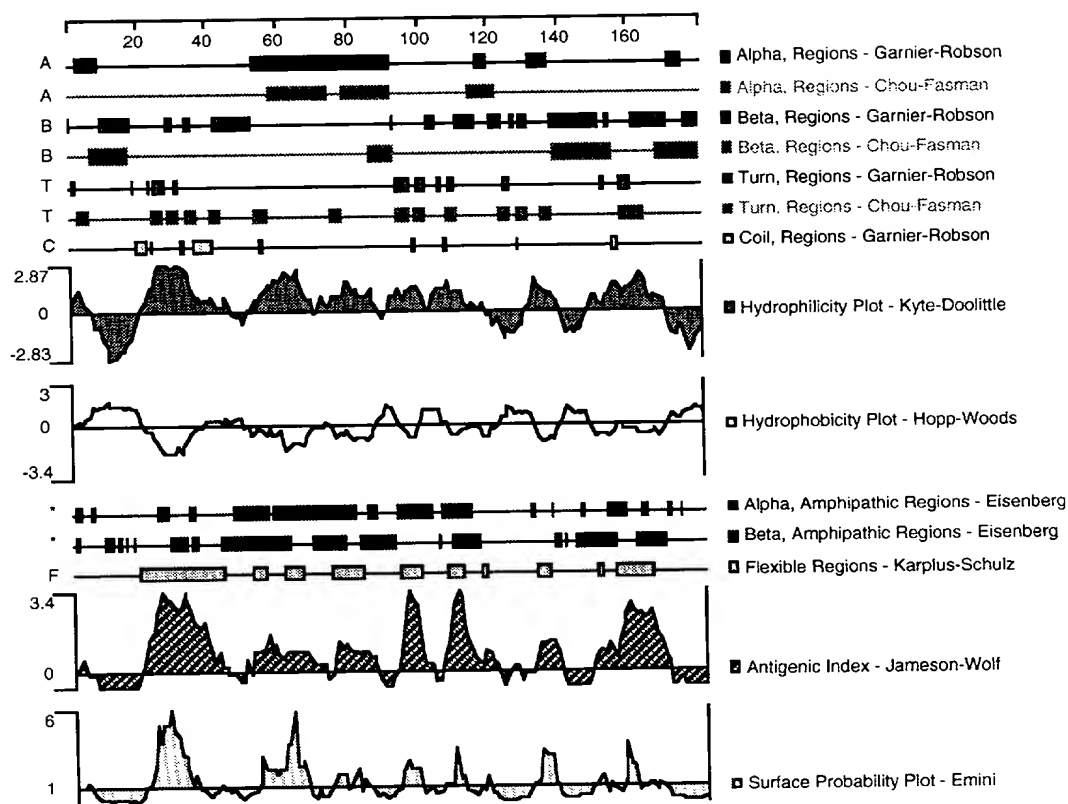 20 40 60 80 100 120 140 160
A Alpha, Regions - Garnier-Robson
A Alpha, Regions - Chou-Fasman
B Beta, Regions - Garnier-Robson
B Beta, Regions - Chou-Fasman
T Turn, Regions - Garnier-Robson
T Turn, Regions - Chou-Fasman
C Coil, Regions - Garnier-Robson
2.87
0 Hydrophilicity Plot - Kyte-Doolittle
-2.83
3
0 Hydrophobicity Plot - Hopp-Woods
-3.4
* Alpha, Amphipathic Regions - Eisenberg
* Beta, Amphipathic Regions - Eisenberg
F Flexible Regions - Karplus-Schulz
3.4
0 Antigenic Index - Jameson-Wolf
6
1 Surface Probability Plot - Emini